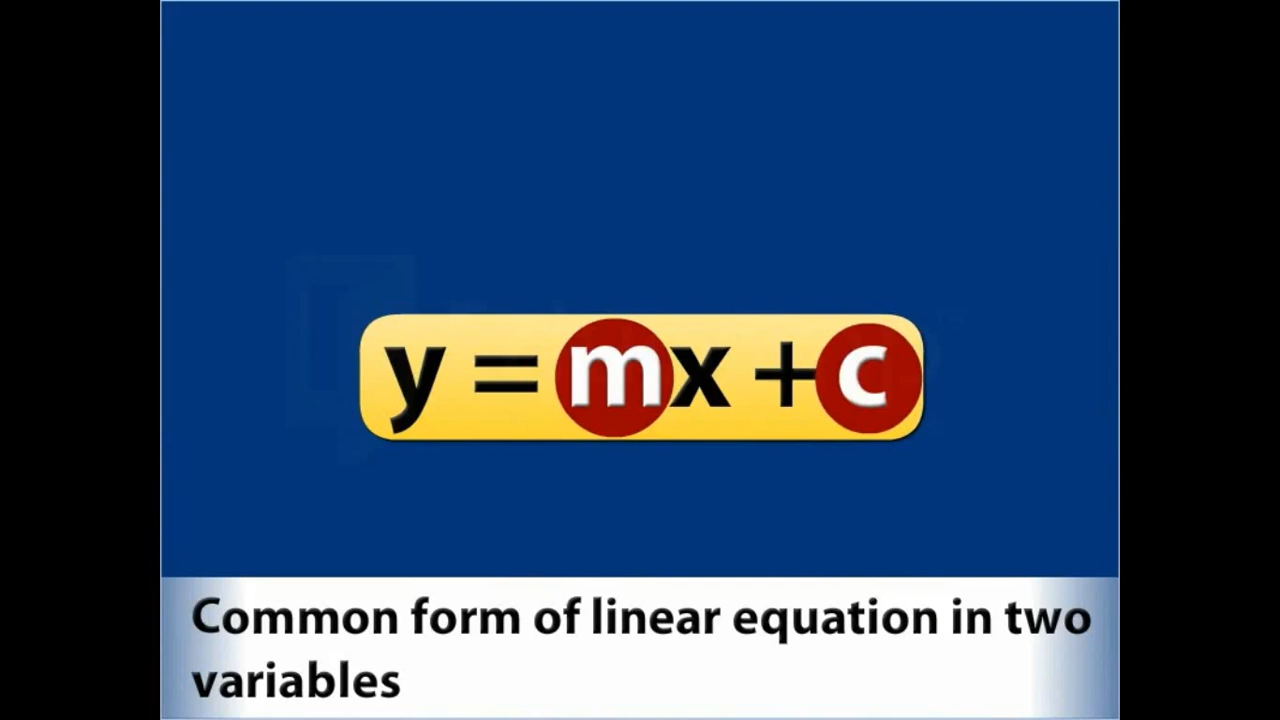 y = mx + c
Common form of linear equation in two
variables